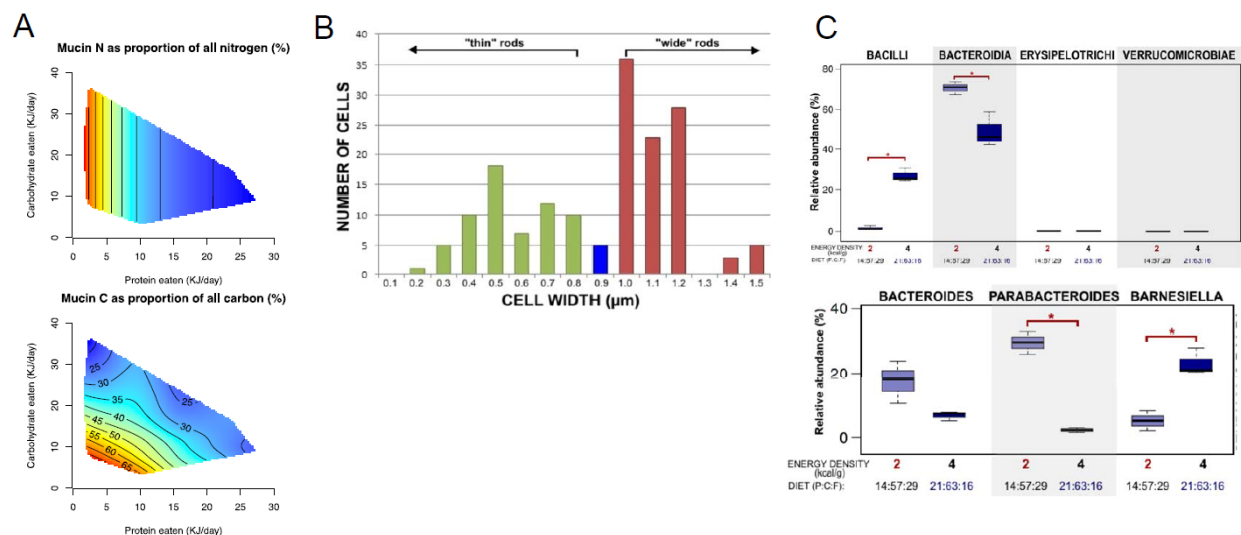 A
Mucin N as proportion of all nitrogen (%)
Carbohydrate eaten (KJ/day)
40
30
20
10
0
0 5 10 15 20 25 30
Protein eaten (KJ/day)
Mucin C as proportion of all carbon (%)
Carbohydrate eaten (KJ/day)
40
30
20
10
0
25
30
35
40
45
50
55
60
65
25
30
0 5 10 15 20 25 30
Protein eaten (KJ/day)
B
"thin" rods "wide" rods
NUMBER OF CELLS
40
35
30
25
20
15
10
5
0
0.1 0.2 0.3 0.4 0.5 0.6 0.7 0.8 0.9 1.0 1.1 1.2 1.3 1.4 1.5
CELL WIDTH (μm)
C
BACILLI BACTEROIDIA ERYSIPELOTRICHI VERRUCOMICROBIAE
Relative abundance (%)
80
60
40
20
0
* *
ENERGY DENSITY 2 4 2 4 2 4 2 4
(kcal/g)
DIET (P:C:F): 14:57:29 21:63:16 14:57:29 21:63:16 14:57:29 21:63:16 14:57:29 21:63:16
BACTEROIDES PARABACTEROIDES BARNESIELLA
Relative abundance (%)
40
20
0
* *
ENERGY DENSITY 2 4 2 4 2 4
(kcal/g)
DIET (P:C:F): 14:57:29 21:63:16 14:57:29 21:63:16 14:57:29 21:63:16